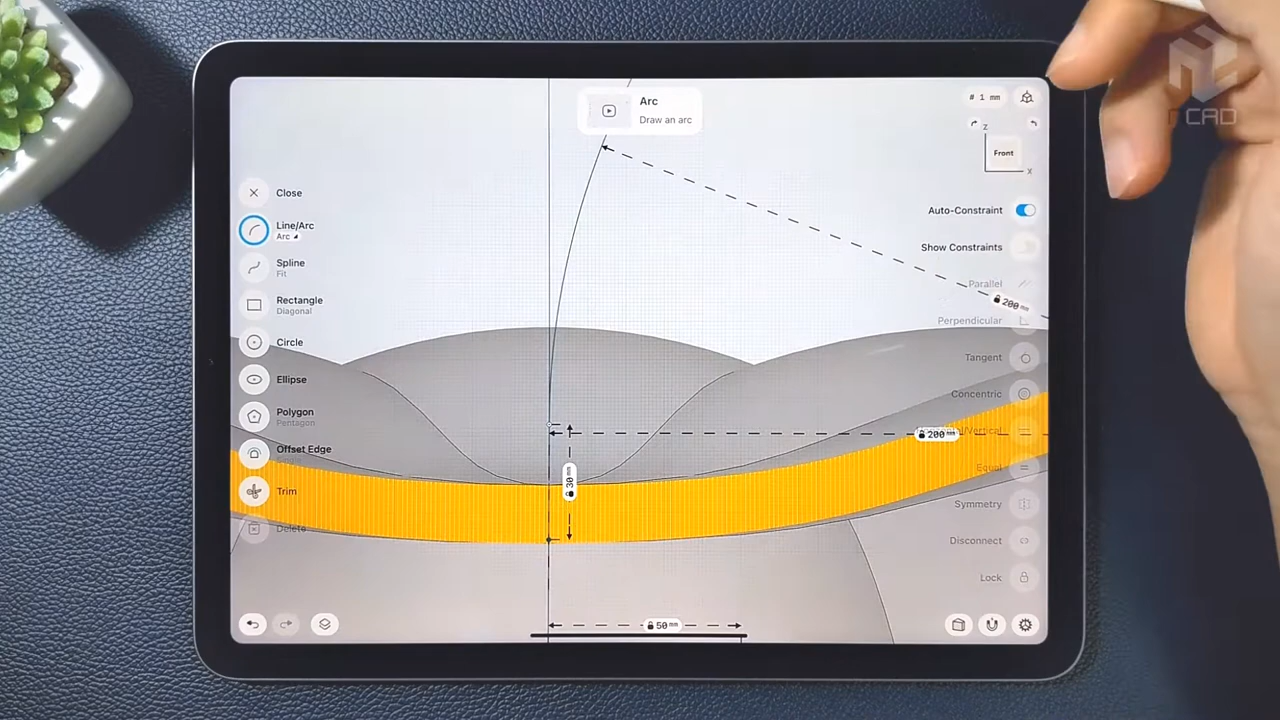 Arc
Draw an arc
# 1 mm
Z
Front
X
CAD
Close
Line/Arc
Arc
Spline
Fit
Rectangle
Diagonal
Circle
Ellipse
Polygon
Pentagon
Offset Edge
Trim
Delete
Auto-Constraint
Show Constraints
Parallel
Perpendicular
Tangent
Concentric
Equal
Symmetry
Disconnect
Lock
200 mm
200 mm
30 mm
50 mm